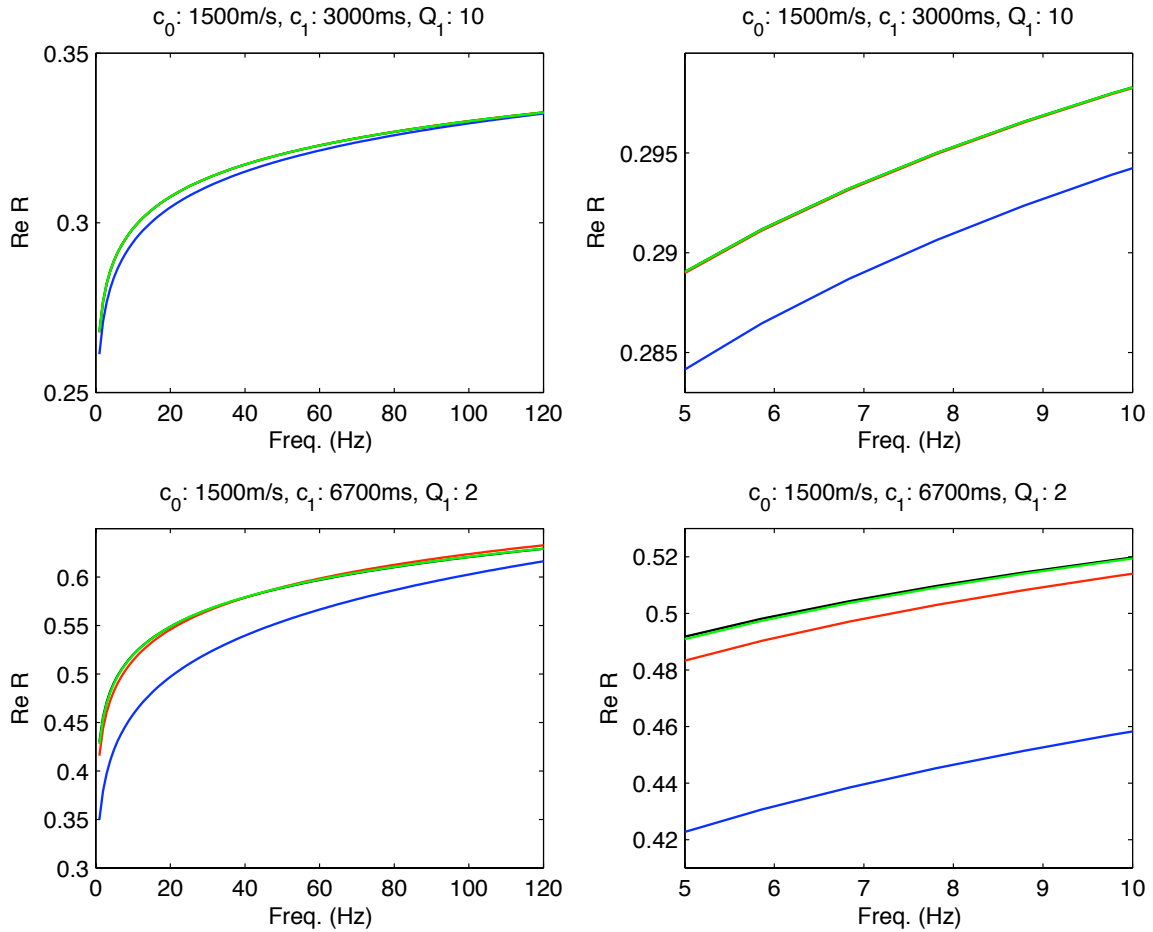 c₀: 1500m/s, c₁: 3000ms, Q₁: 10
0.35
0.3
0.25
Re R
0 20 40 60 80 100 120
Freq. (Hz)
c₀: 1500m/s, c₁: 3000ms, Q₁: 10
0.295
0.29
0.285
Re R
5 6 7 8 9 10
Freq. (Hz)
c₀: 1500m/s, c₁: 6700ms, Q₁: 2
0.6
0.55
0.5
0.45
0.4
0.35
0.3
Re R
0 20 40 60 80 100 120
Freq. (Hz)
c₀: 1500m/s, c₁: 6700ms, Q₁: 2
0.52
0.5
0.48
0.46
0.44
0.42
Re R
5 6 7 8 9 10
Freq. (Hz)